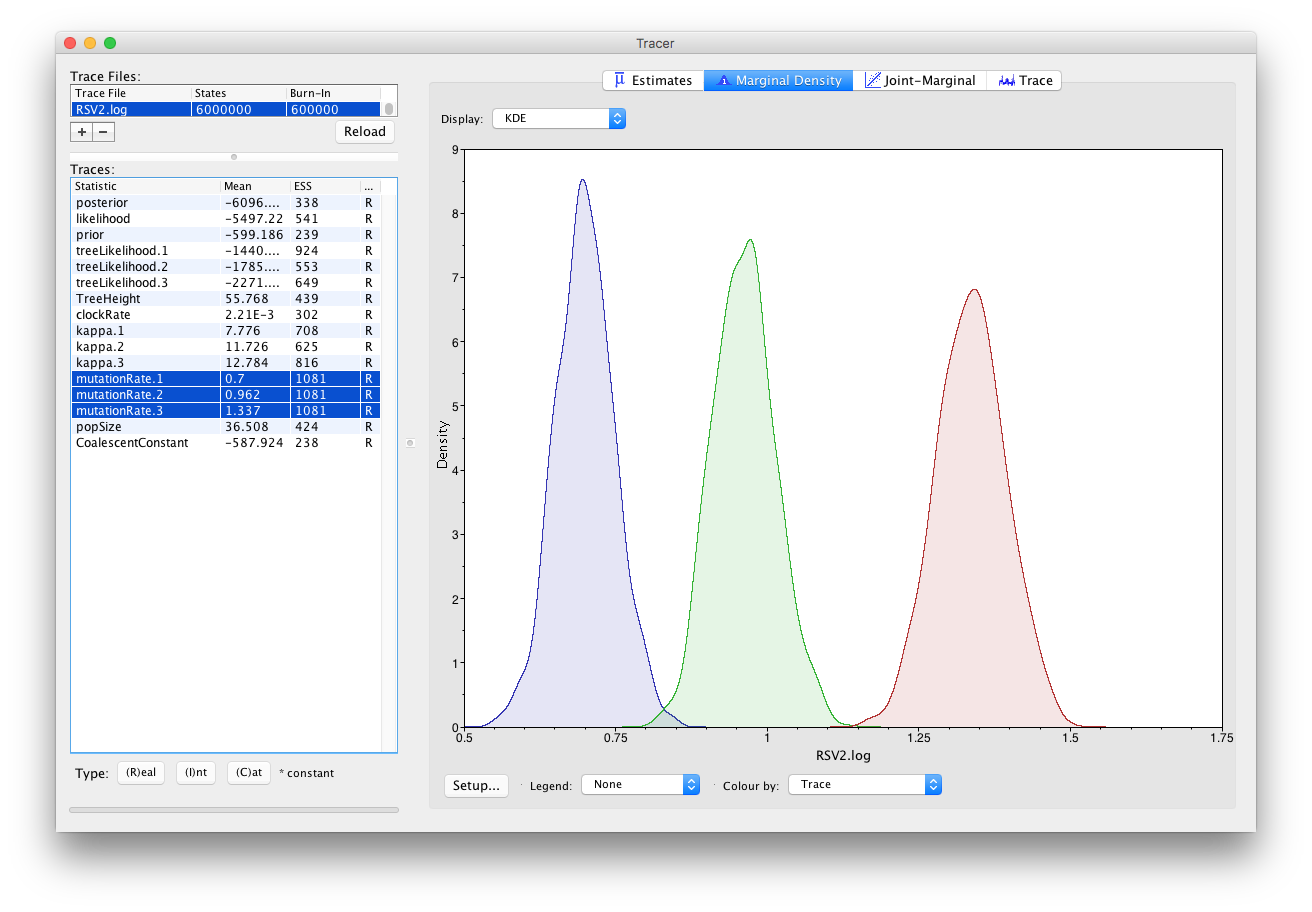 Tracer
Trace Files:
Trace File States Burn-In
RSV2.log 6000000 600000
+ − Reload
Traces:
Statistic Mean ESS ...
posterior -6096.... 338 R
likelihood -5497.22 541 R
prior -599.186 239 R
treeLikelihood.1 -1440.... 924 R
treeLikelihood.2 -1785.... 553 R
treeLikelihood.3 -2271.... 649 R
TreeHeight 55.768 439 R
clockRate 2.21E-3 302 R
kappa.1 7.776 708 R
kappa.2 11.726 625 R
kappa.3 12.784 816 R
mutationRate.1 0.7 1081 R
mutationRate.2 0.962 1081 R
mutationRate.3 1.337 1081 R
popSize 36.508 424 R
CoalescentConstant -587.924 238 R
Type: (R)eal (I)nt (C)at * constant
Estimates Marginal Density Joint-Marginal Trace
Display: KDE
9
8
7
6
5
4
3
2
1
0
Density
0.5 0.75 1 1.25 1.5 1.75
RSV2.log
Setup... Legend: None Colour by: Trace